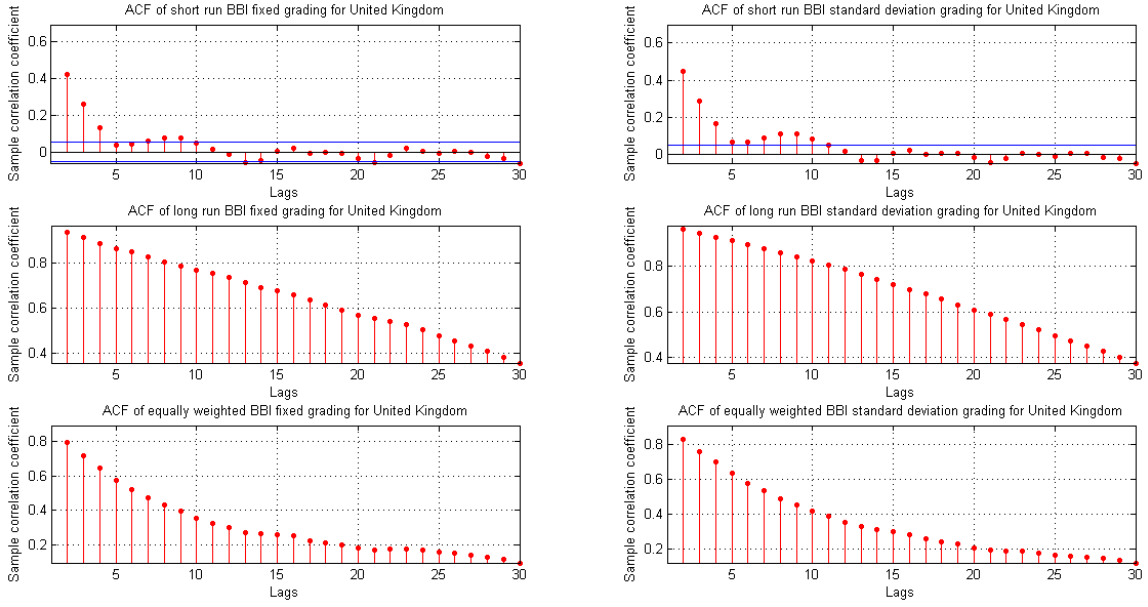 ACF of short run BBI fixed grading for United Kingdom
Sample correlation coefficient
0.6
0.4
0.2
0
5 10 15 20 25 30
Lags
ACF of short run BBI standard deviation grading for United Kingdom
Sample correlation coefficient
0.6
0.4
0.2
0
5 10 15 20 25 30
Lags
ACF of long run BBI fixed grading for United Kingdom
Sample correlation coefficient
0.8
0.6
0.4
5 10 15 20 25 30
Lags
ACF of long run BBI standard deviation grading for United Kingdom
Sample correlation coefficient
0.8
0.6
0.4
5 10 15 20 25 30
Lags
ACF of equally weighted BBI fixed grading for United Kingdom
Sample correlation coefficient
0.8
0.6
0.4
0.2
5 10 15 20 25 30
Lags
ACF of equally weighted BBI standard deviation grading for United Kingdom
Sample correlation coefficient
0.8
0.6
0.4
0.2
5 10 15 20 25 30
Lags